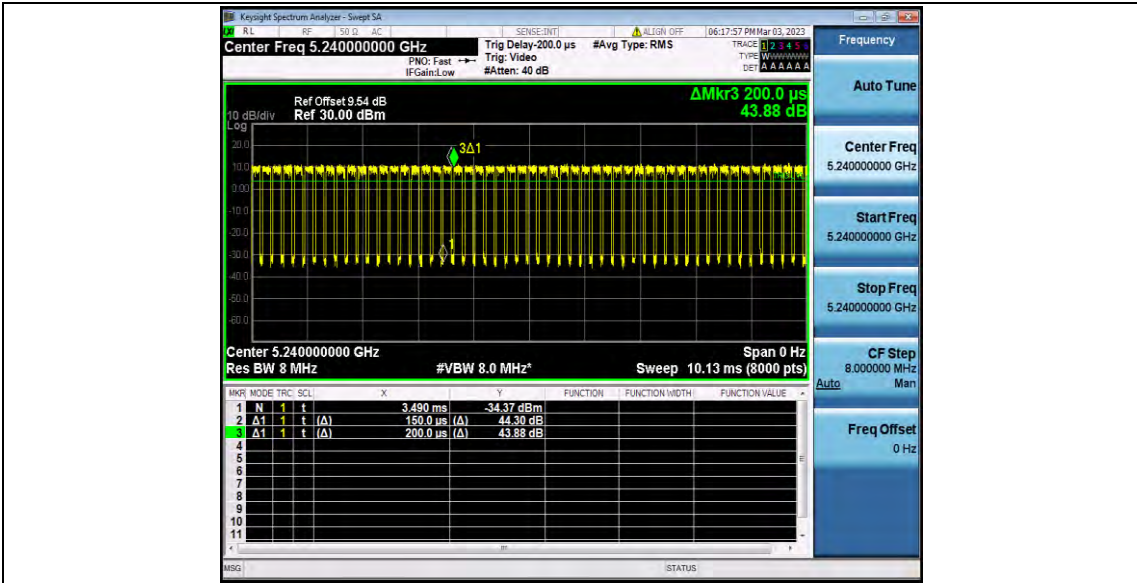 Keysight Spectrum Analyzer - Swept SA
RL RF 50 Ω AC SENSE:INT ALIGN OFF 06:17:57 PM Mar 03, 2023
Center Freq 5.240000000 GHz
PNO: Fast
IFGain:Low
Trig Delay-200.0 µs
Trig: Video
#Atten: 40 dB
#Avg Type: RMS
TRACE 1 2 3 4 5 6
TYPE W
DET A A A A A A
ΔMkr3 200.0 µs
43.88 dB
Ref Offset 9.54 dB
10 dB/div Ref 30.00 dBm
Log
20.0
10.0
0.00
-10.0
-20.0
-30.0
-40.0
-50.0
-60.0
3Δ1
1
Center 5.240000000 GHz Span 0 Hz
Res BW 8 MHz #VBW 8.0 MHz* Sweep 10.13 ms (8000 pts)
MKR MODE TRC SCL X Y FUNCTION FUNCTION WIDTH FUNCTION VALUE
1 N 1 t 3.490 ms -34.37 dBm
2 Δ1 1 t (Δ) 150.0 µs (Δ) 44.30 dB
3 Δ1 1 t (Δ) 200.0 µs (Δ) 43.88 dB
4
5
6
7
8
9
10
11
MSG STATUS
Frequency
Auto Tune
Center Freq
5.240000000 GHz
Start Freq
5.240000000 GHz
Stop Freq
5.240000000 GHz
CF Step
8.000000 MHz
Auto Man
Freq Offset
0 Hz